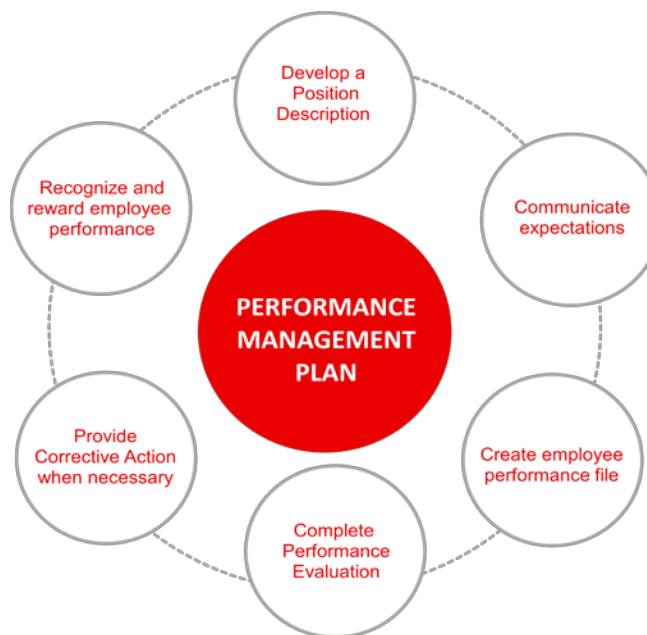 Develop a
Position
Description
Communicate
expectations
Create employee
performance file
Complete
Performance
Evaluation
Provide
Corrective Action
when necessary
Recognize and
reward employee
performance
PERFORMANCE
MANAGEMENT
PLAN